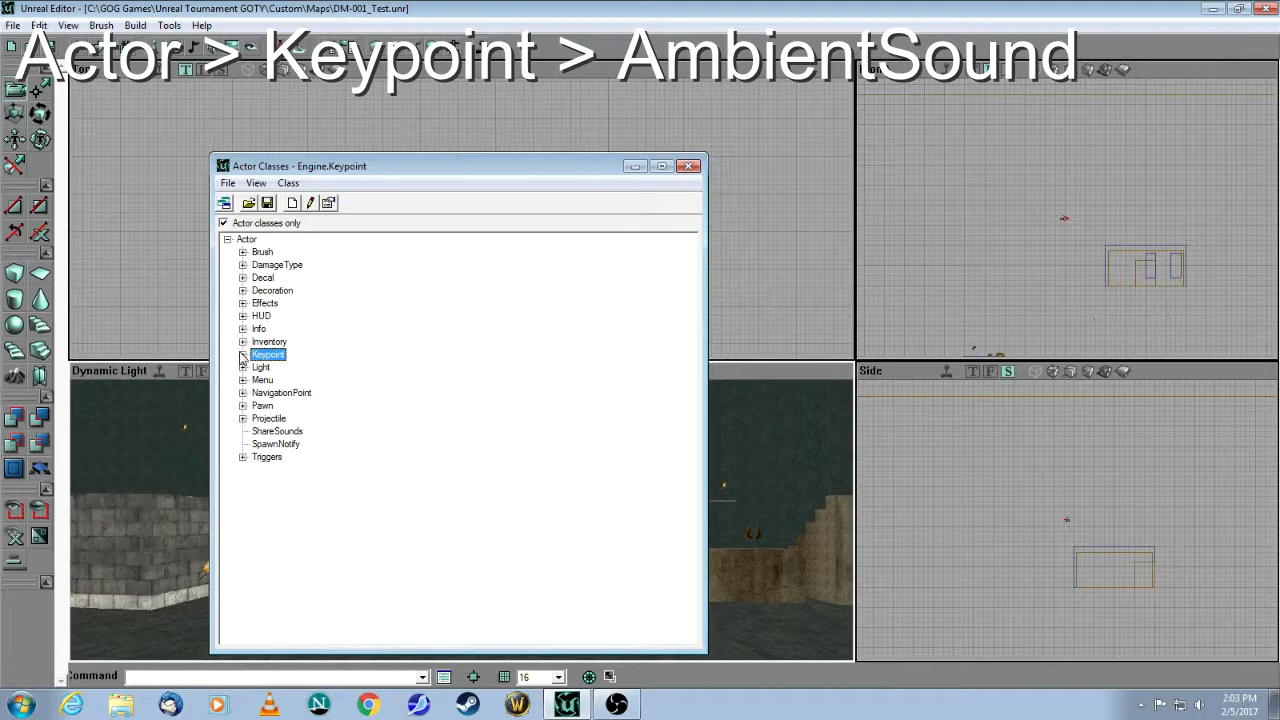 Unreal Editor - [C:\GOG Games\Unreal Tournament GOTY\Custom\Maps\DM-001_Test.unr]
File Edit View Brush Build Tools Help
Actor > Keypoint > AmbientSound
Actor Classes - Engine.Keypoint
File View Class
Actor classes only
Actor
Brush
DamageType
Decal
Decoration
Effects
HUD
Info
Inventory
Keypoint
Light
Menu
NavigationPoint
Pawn
Projectile
ShareSounds
SpawnNotify
Triggers
Dynamic Light
Side
T F S
Command
16
2:03 PM
2/5/2017